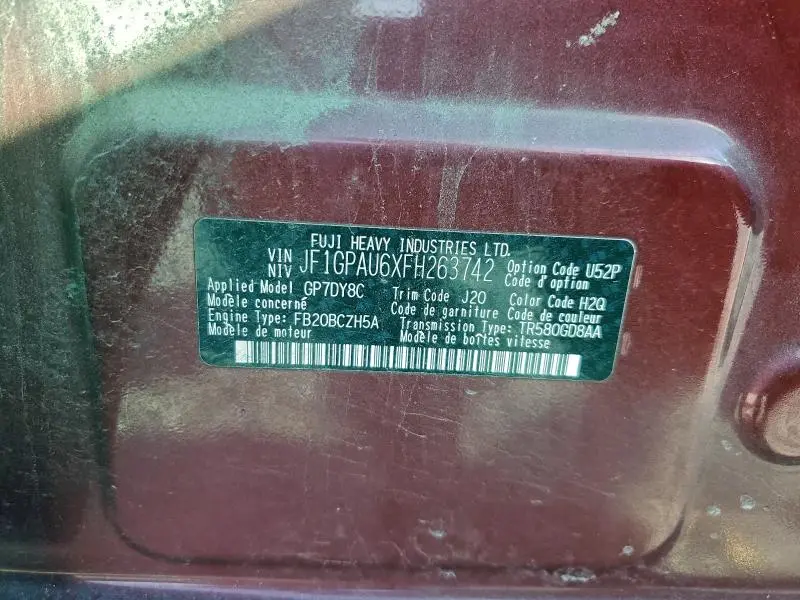 FUJI HEAVY INDUSTRIES LTD.
VIN NIV JF1GPAU6XFH263742 Option Code U52P
Code d'option
Applied Model GP7DY8C Trim Code J20 Color Code H2Q
Modèle concerné Code de garniture Code de couleur
Engine Type: FB20BCZH5A Transmission Type: TR580GD8AA
Modèle de moteur Modèle de boîtes vitesse